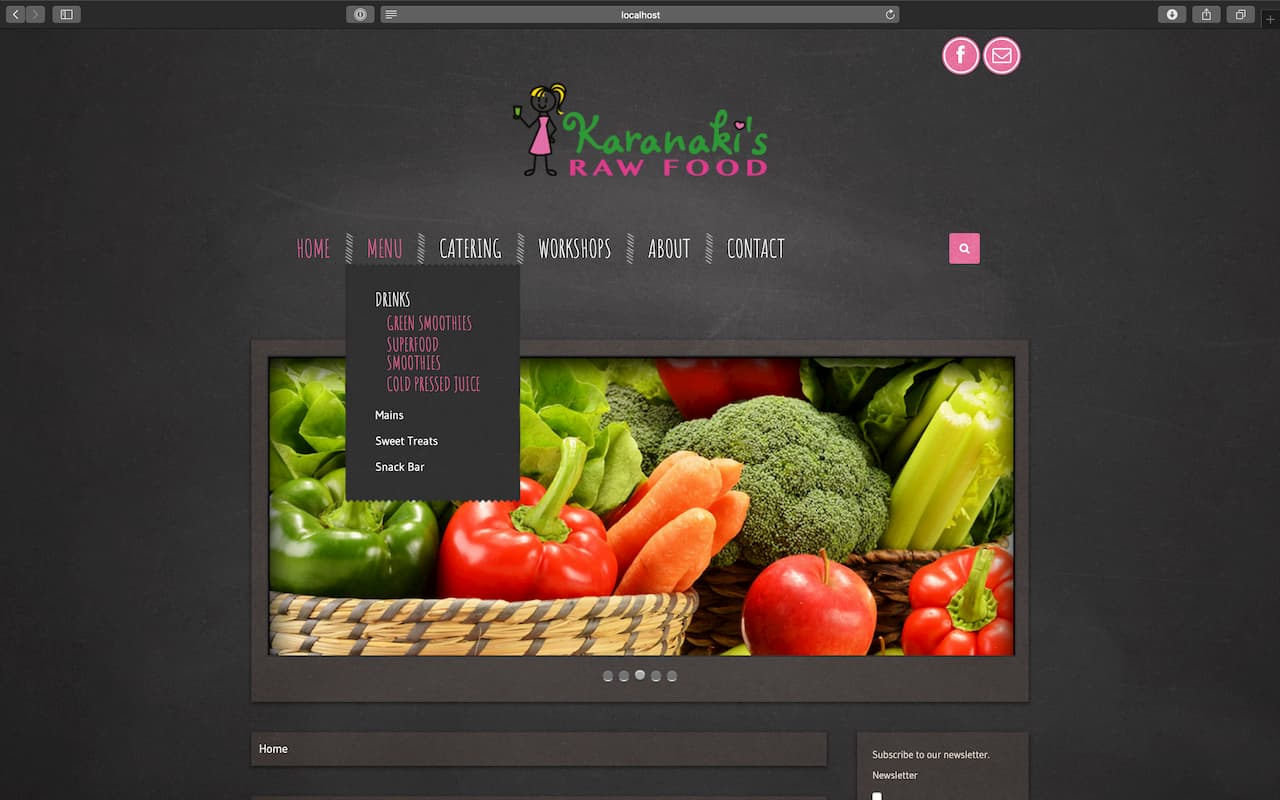 localhost
f
Karanaki's
RAW FOOD
HOME
MENU
CATERING
WORKSHOPS
ABOUT
CONTACT
DRINKS
GREEN SMOOTHIES
SUPERFOOD
SMOOTHIES
COLD PRESSED JUICE
Mains
Sweet Treats
Snack Bar
Home
Subscribe to our newsletter.
Newsletter